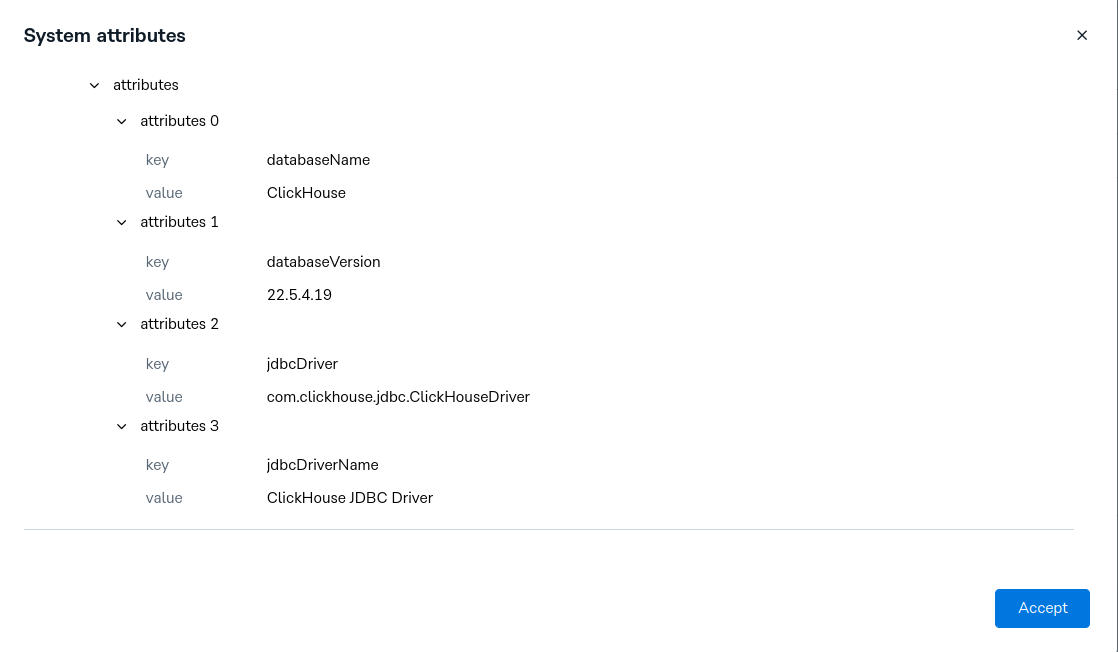 System attributes
attributes
attributes 0
key databaseName
value ClickHouse
attributes 1
key databaseVersion
value 22.5.4.19
attributes 2
key jdbcDriver
value com.clickhouse.jdbc.ClickHouseDriver
attributes 3
key jdbcDriverName
value ClickHouse JDBC Driver
Accept